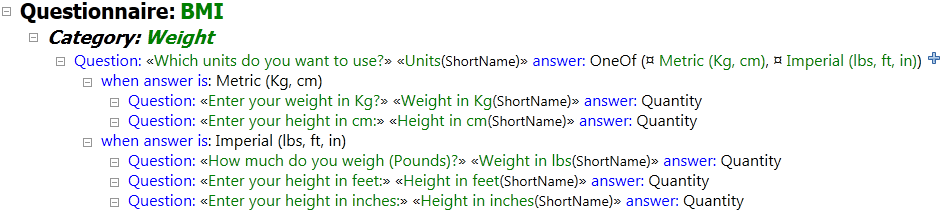 Questionnaire: BMI
Category: Weight
Question: «Which units do you want to use?» «Units(ShortName)» answer: OneOf (¤ Metric (Kg, cm), ¤ Imperial (lbs, ft, in))
when answer is: Metric (Kg, cm)
Question: «Enter your weight in Kg?» «Weight in Kg(ShortName)» answer: Quantity
Question: «Enter your height in cm:» «Height in cm(ShortName)» answer: Quantity
when answer is: Imperial (lbs, ft, in)
Question: «How much do you weigh (Pounds)?» «Weight in lbs(ShortName)» answer: Quantity
Question: «Enter your height in feet:» «Height in feet(ShortName)» answer: Quantity
Question: «Enter your height in inches:» «Height in inches(ShortName)» answer: Quantity